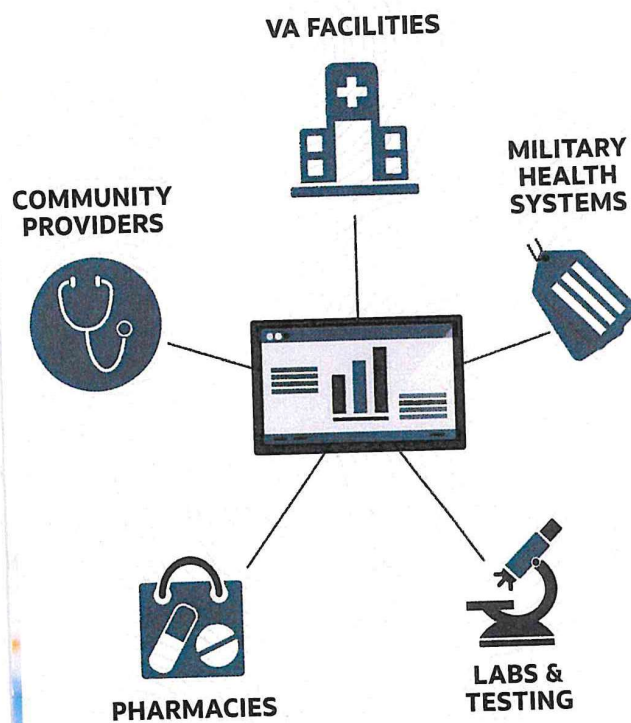 VA FACILITIES
MILITARY
HEALTH
SYSTEMS
COMMUNITY
PROVIDERS
PHARMACIES
LABS &
TESTING